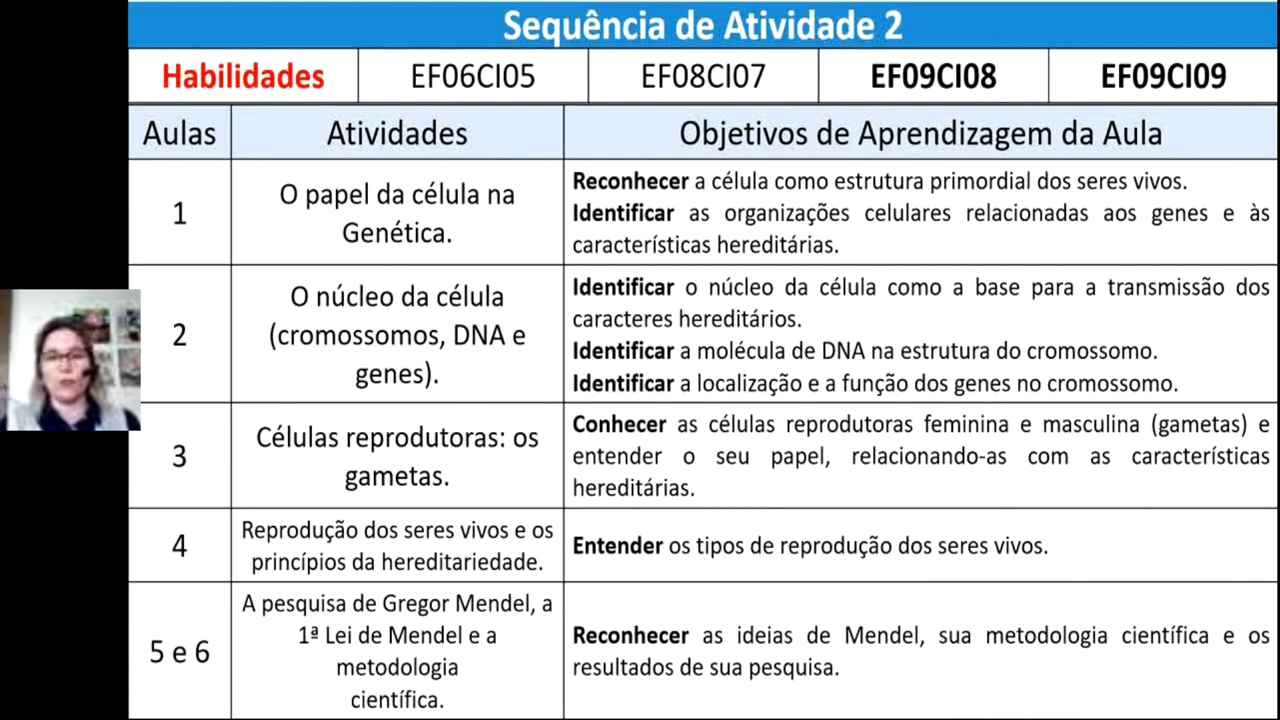 Sequência de Atividade 2
Habilidades EF06CI05 EF08CI07 EF09CI08 EF09CI09
Aulas Atividades Objetivos de Aprendizagem da Aula
1
O papel da célula na
Genética.
Reconhecer a célula como estrutura primordial dos seres vivos.
Identificar as organizações celulares relacionadas aos genes e às
características hereditárias.
2
O núcleo da célula
(cromossomos, DNA e
genes).
Identificar o núcleo da célula como a base para a transmissão dos
caracteres hereditários.
Identificar a molécula de DNA na estrutura do cromossomo.
Identificar a localização e a função dos genes no cromossomo.
3
Células reprodutoras: os
gametas.
Conhecer as células reprodutoras feminina e masculina (gametas) e
entender o seu papel, relacionando-as com as características
hereditárias.
4
Reprodução dos seres vivos e os
princípios da hereditariedade.
Entender os tipos de reprodução dos seres vivos.
5 e 6
A pesquisa de Gregor Mendel, a
1ª Lei de Mendel e a
metodologia
científica.
Reconhecer as ideias de Mendel, sua metodologia científica e os
resultados de sua pesquisa.